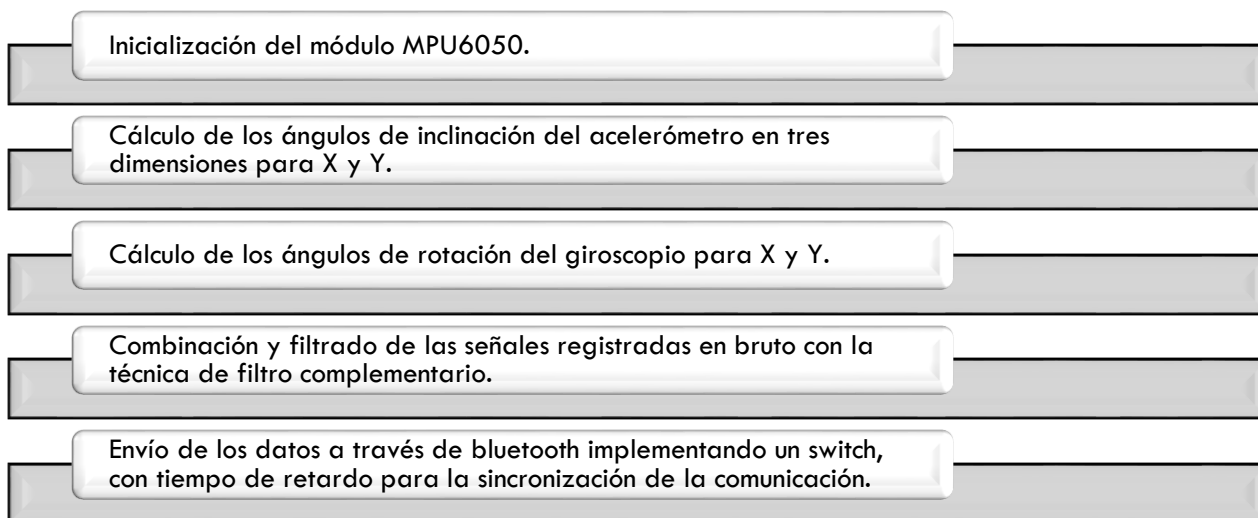 Inicialización del módulo MPU6050.
Cálculo de los ángulos de inclinación del acelerómetro en tres
dimensiones para X y Y.
Cálculo de los ángulos de rotación del giroscopio para X y Y.
Combinación y filtrado de las señales registradas en bruto con la
técnica de filtro complementario.
Envío de los datos a través de bluetooth implementando un switch,
con tiempo de retardo para la sincronización de la comunicación.